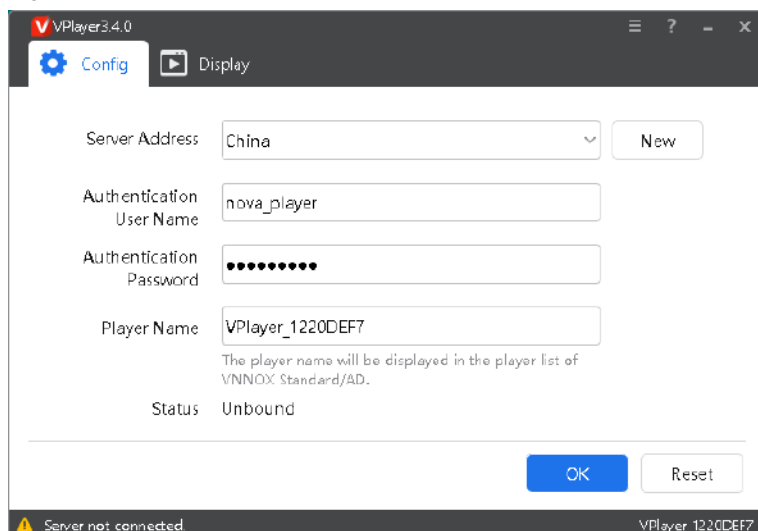 VPlayer3.4.0
Config Display
Server Address China New
Authentication
User Name nova_player
Authentication
Password ●●●●●●●●●
Player Name VPlayer_1220DEF7
The player name will be displayed in the player list of
VNNOX Standard/AD.
Status Unbound
OK Reset
Server not connected. VPlayer_1220DEF7